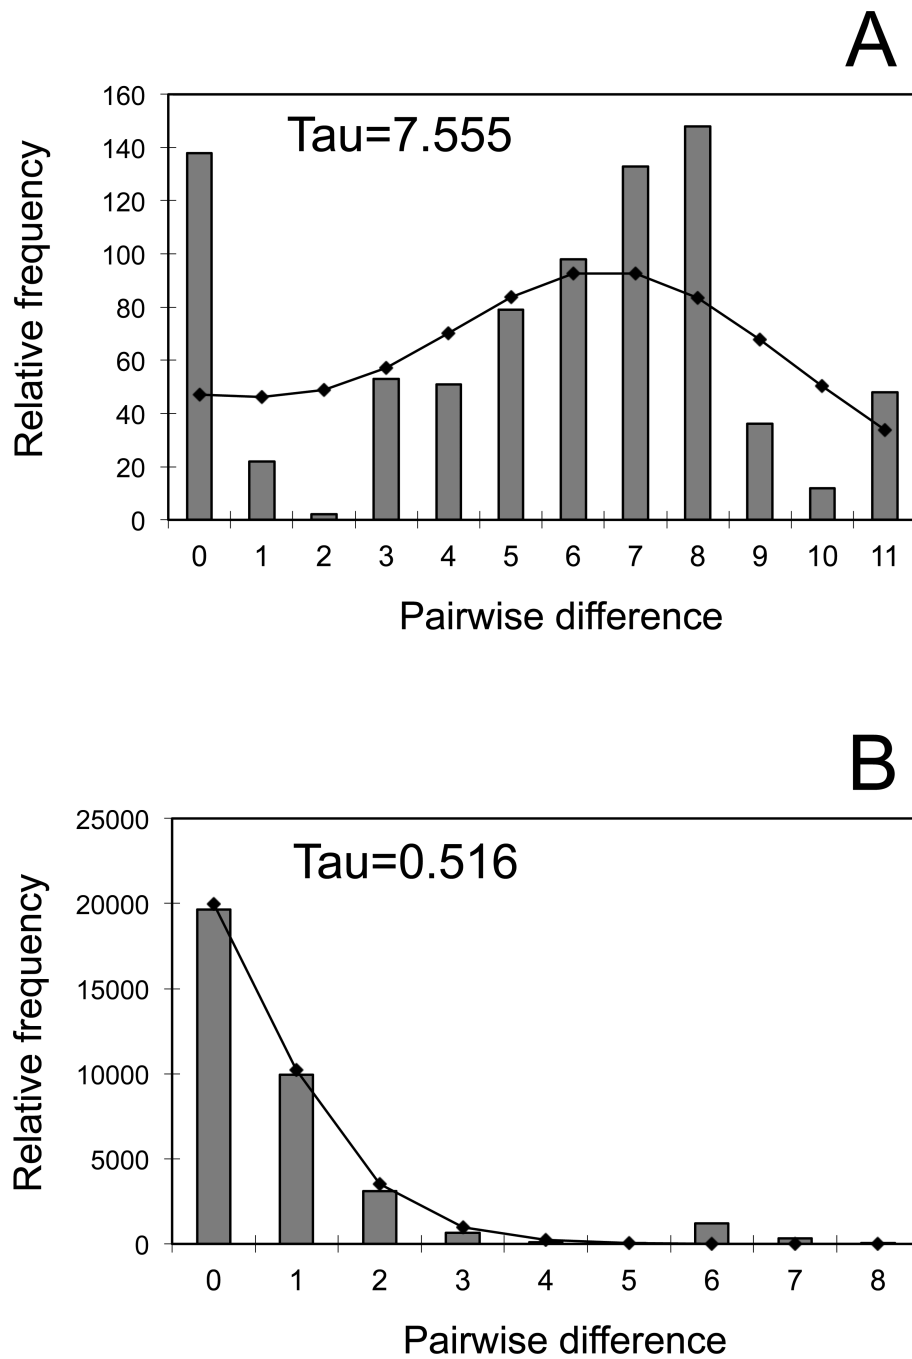 A
Tau=7.555
Relative frequency
160
140
120
100
80
60
40
20
0
0 1 2 3 4 5 6 7 8 9 10 11
Pairwise difference
B
Tau=0.516
Relative frequency
25000
20000
15000
10000
5000
0
0 1 2 3 4 5 6 7 8
Pairwise difference